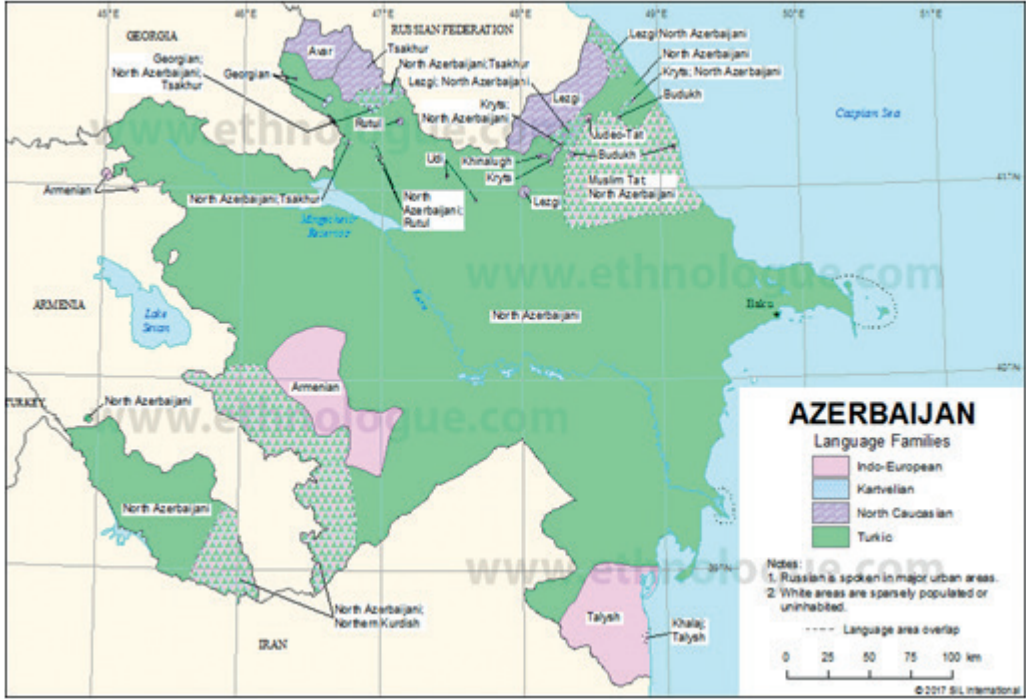 45°E
46°E
47°E
48°E
49°E
50°E
51°E
GEORGIA
RUSSIAN FEDERATION
Avar
Tsakhur
Lezgi North Azerbaijani
North Azerbaijani
Georgian;
North Azerbaijani;
Tsakhur
Georgian
North Azerbaijani; Tsakhur
Lezgi; North Azerbaijani
Kryts; North Azerbaijani
Lezgi
Budukh
Kryts;
North Azerbaijani
Caspian Sea
Rutul
Judeo-Tat
www.ethnologue.com
Udi
Khinalugh
Budukh
Kryts
Armenian
North Azerbaijani; Tsakhur
North
Azerbaijani;
Rutul
Lezgi
Muslim Tat
North Azerbaijani
41°N
Mingechevir
Reservoir
www.ethnologue.com
ARMENIA
Lake
Sevan
Kura
North Azerbaijani
Baku
40°N
Armenian
TURKEY
North Azerbaijani
www.ethnologue.com
AZERBAIJAN
Language Families
Indo-European
Kartvelian
North Caucasian
Turkic
North Azerbaijani
www.ethnologue.com
39°N
Notes:
1. Russian is spoken in major urban areas.
2. White areas are sparsely populated or
uninhabited.
Language area overlap
North Azerbaijani;
Northern Kurdish
Talysh
Khalaj;
Talysh
IRAN
0 25 50 75 100 km
© 2017 SIL International